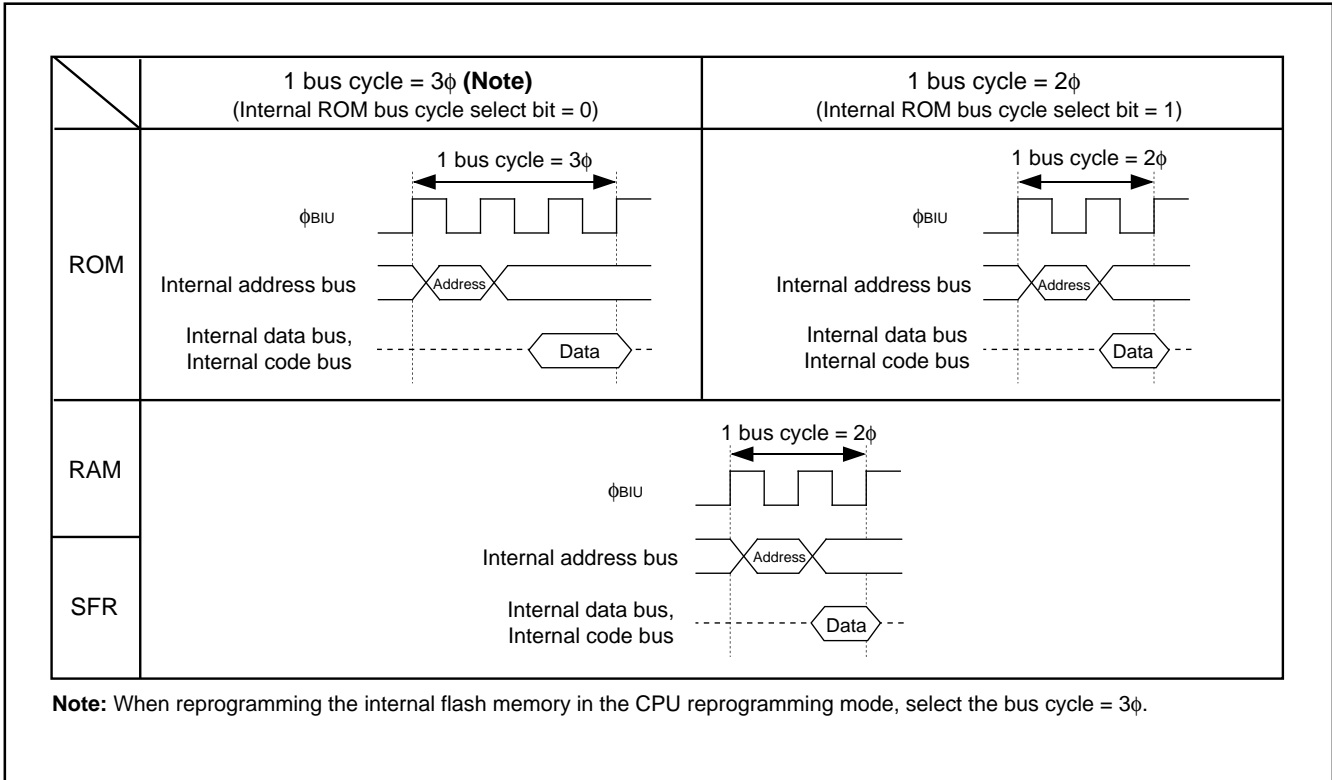 1 bus cycle = 3ϕ (Note)
(Internal ROM bus cycle select bit = 0)
1 bus cycle = 2ϕ
(Internal ROM bus cycle select bit = 1)
ROM
1 bus cycle = 3ϕ
ϕBIU
Internal address bus
Address
Internal data bus,
Internal code bus
Data
1 bus cycle = 2ϕ
ϕBIU
Internal address bus
Address
Internal data bus
Internal code bus
Data
RAM
SFR
1 bus cycle = 2ϕ
ϕBIU
Internal address bus
Address
Internal data bus,
Internal code bus
Data
Note: When reprogramming the internal flash memory in the CPU reprogramming mode, select the bus cycle = 3ϕ.